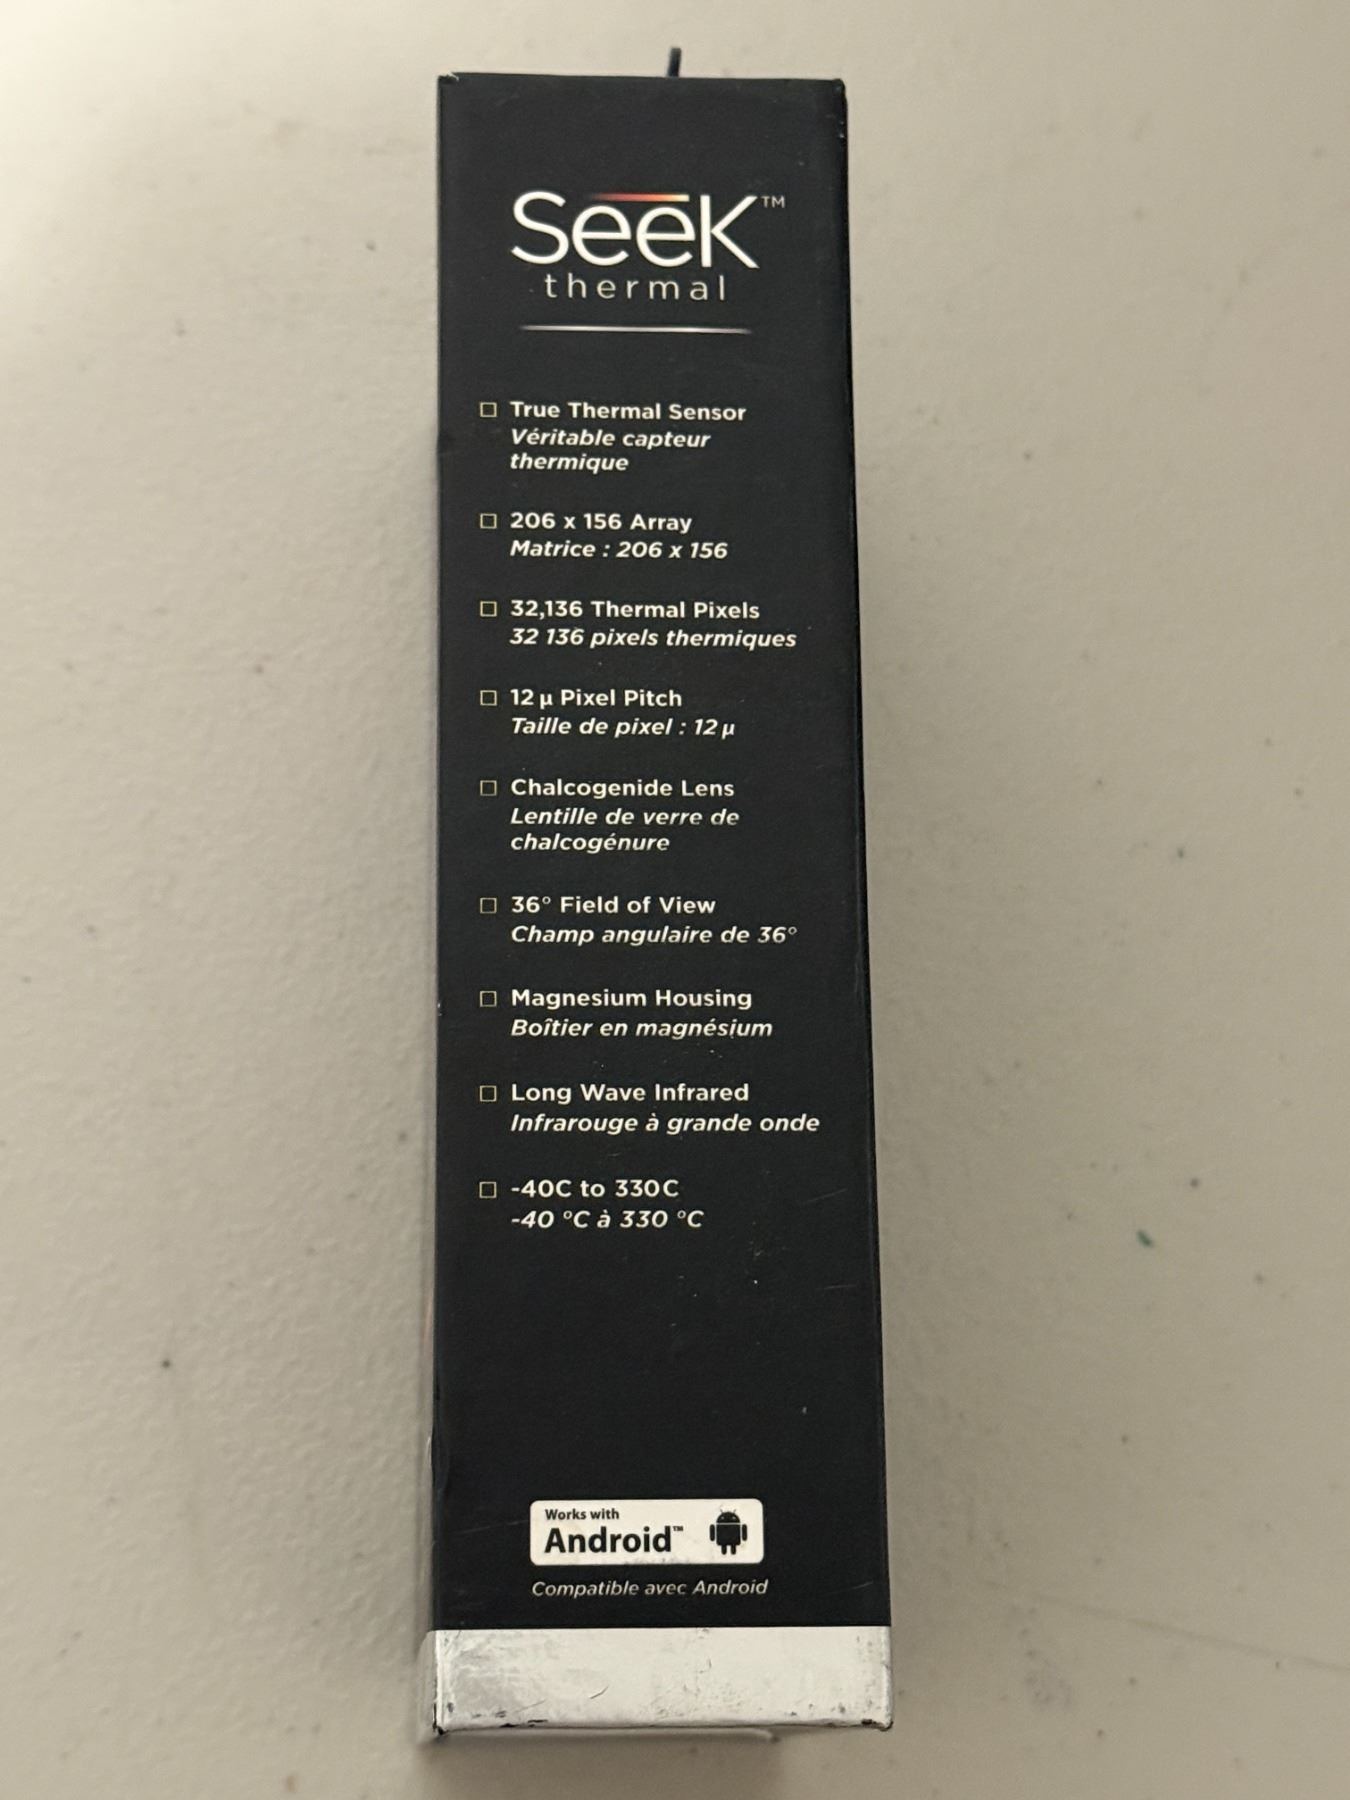 Seek™
thermal
True Thermal Sensor
Véritable capteur
thermique
206 x 156 Array
Matrice : 206 x 156
32,136 Thermal Pixels
32 136 pixels thermiques
12 µ Pixel Pitch
Taille de pixel : 12 µ
Chalcogenide Lens
Lentille de verre de
chalcogénure
36° Field of View
Champ angulaire de 36°
Magnesium Housing
Boîtier en magnésium
Long Wave Infrared
Infrarouge à grande onde
-40C to 330C
-40 °C à 330 °C
Works with
Android™
Compatible avec Android